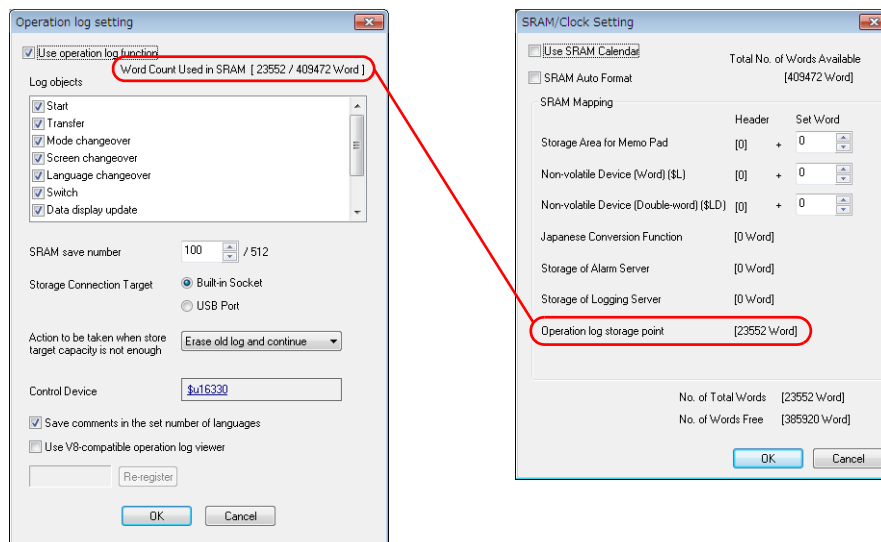 Operation log setting
Use operation log function
Word Count Used in SRAM [ 23552 / 409472 Word ]
Log objects
Start
Transfer
Mode changeover
Screen changeover
Language changeover
Switch
Data display update
SRAM save number 100 / 512
Storage Connection Target Built-in Socket
USB Port
Action to be taken when store
target capacity is not enough
Erase old log and continue
Control Device $u16330
Save comments in the set number of languages
Use V8-compatible operation log viewer
Re-register
OK Cancel
SRAM/Clock Setting
Use SRAM Calendar
Total No. of Words Available
SRAM Auto Format [409472 Word]
SRAM Mapping
Header Set Word
Storage Area for Memo Pad [0] + 0
Non-volatile Device (Word) ($L) [0] + 0
Non-volatile Device (Double-word) ($LD) [0] + 0
Japanese Conversion Function [0 Word]
Storage of Alarm Server [0 Word]
Storage of Logging Server [0 Word]
Operation log storage point [23552 Word]
No. of Total Words [23552 Word]
No. of Words Free [385920 Word]
OK Cancel